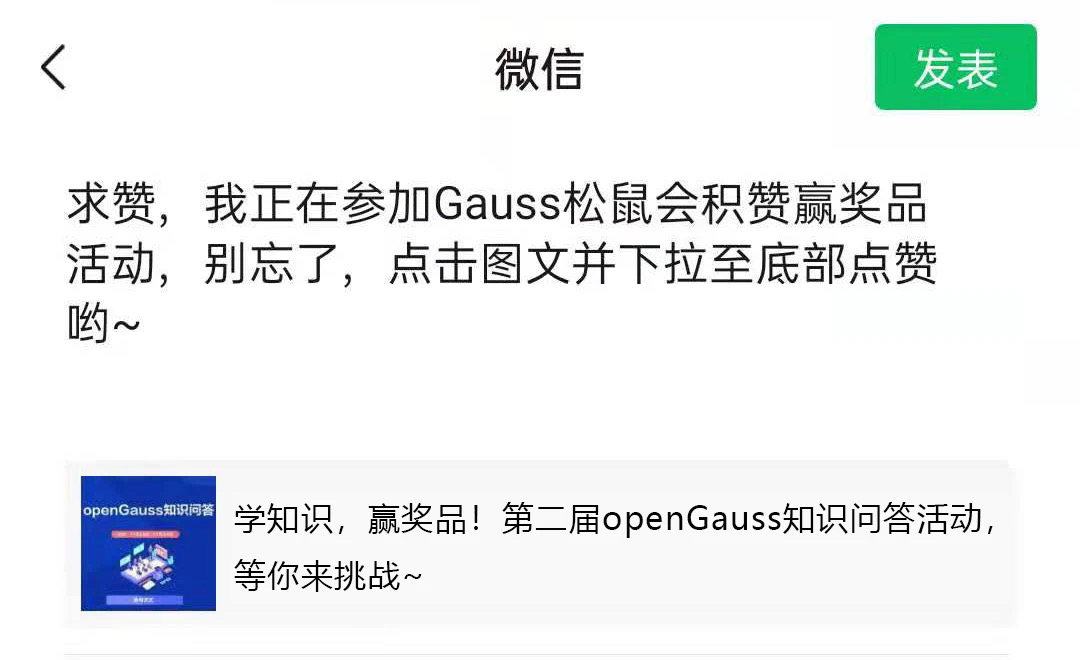 微信
发表
求赞，我正在参加Gauss松鼠会积赞赢奖品
活动，别忘了，点击图文并下拉至底部点赞
哟~
openGauss知识问答
学知识，赢奖品！第二届openGauss知识问答活动，
等你来挑战~